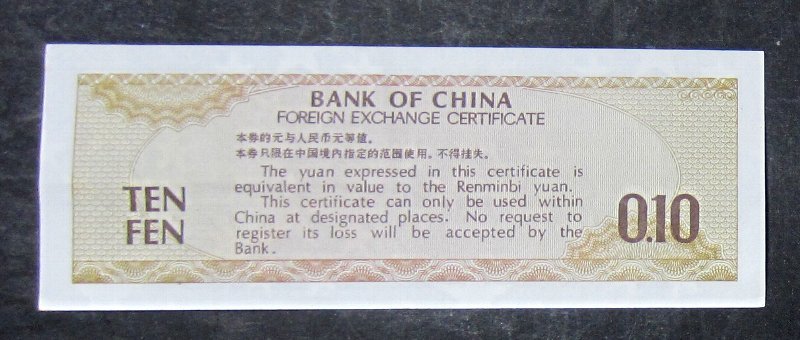 BANK OF CHINA
FOREIGN EXCHANGE CERTIFICATE
本券的元与人民币元等值。
本券只限在中国境内指定的范围使用。不得挂失。
The yuan expressed in this certificate is
equivalent in value to the Renminbi yuan.
This certificate can only be used within
China at designated places. No request to
register its loss will be accepted by the
Bank.
TEN
FEN
0.10